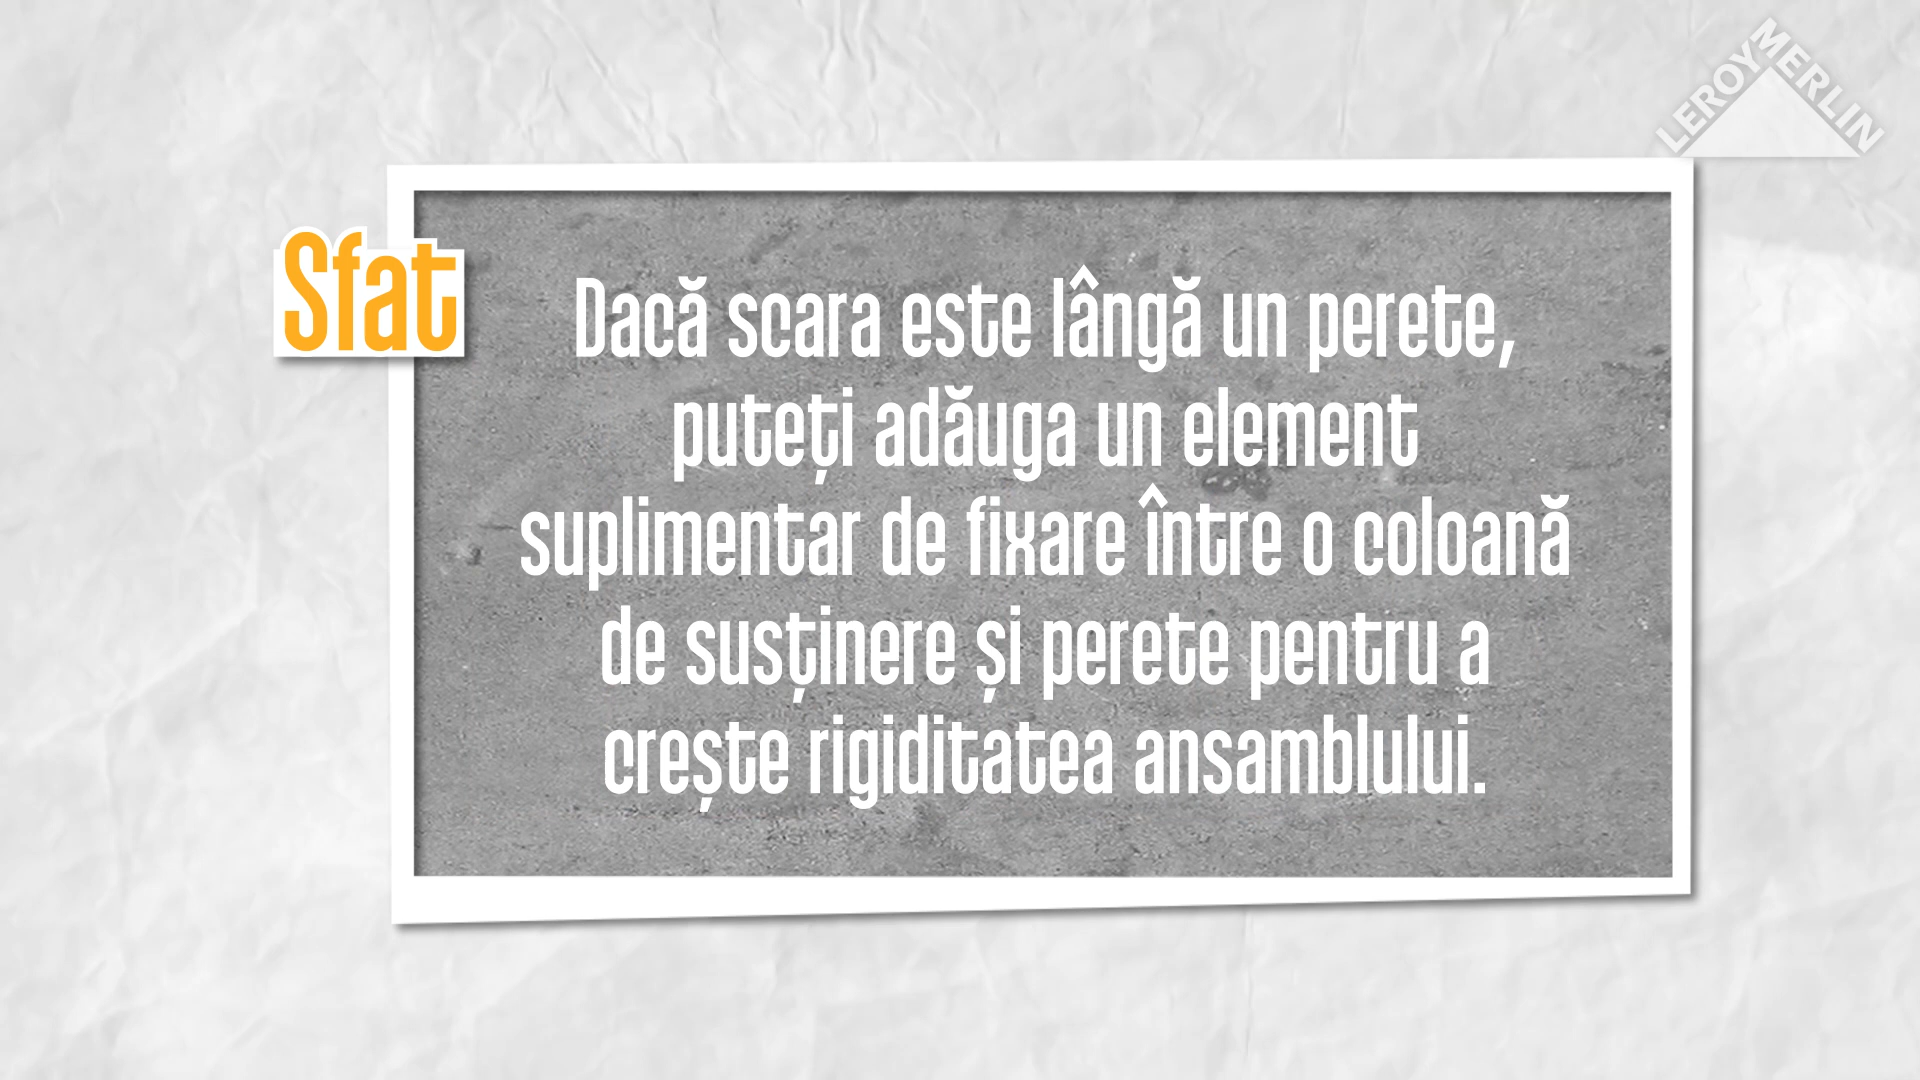 LEROY MERLIN
Sfat
Dacă scara este lângă un perete,
puteți adăuga un element
suplimentar de fixare între o coloană
de susținere și perete pentru a
crește rigiditatea ansamblului.